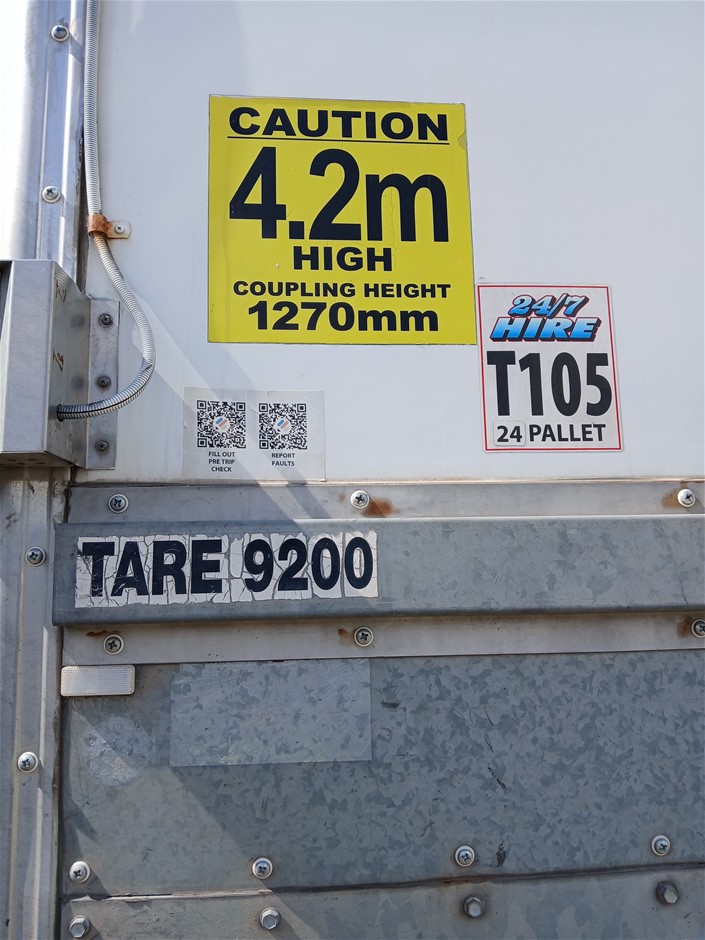 CAUTION
4.2m
HIGH
COUPLING HEIGHT
1270mm
24/7
HIRE
T105
24 PALLET
FILL OUT
PRE TRIP
CHECK
REPORT
FAULTS
TARE 9200